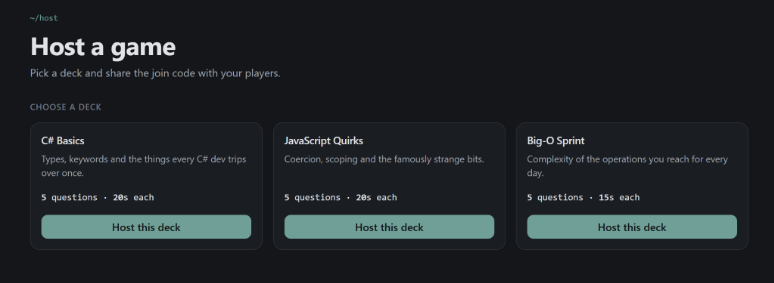 ~/host
Host a game
Pick a deck and share the join code with your players.
CHOOSE A DECK
C# Basics
Types, keywords and the things every C# dev trips
over once.
5 questions · 20s each
Host this deck
JavaScript Quirks
Coercion, scoping and the famously strange bits.
5 questions · 20s each
Host this deck
Big-O Sprint
Complexity of the operations you reach for every
day.
5 questions · 15s each
Host this deck